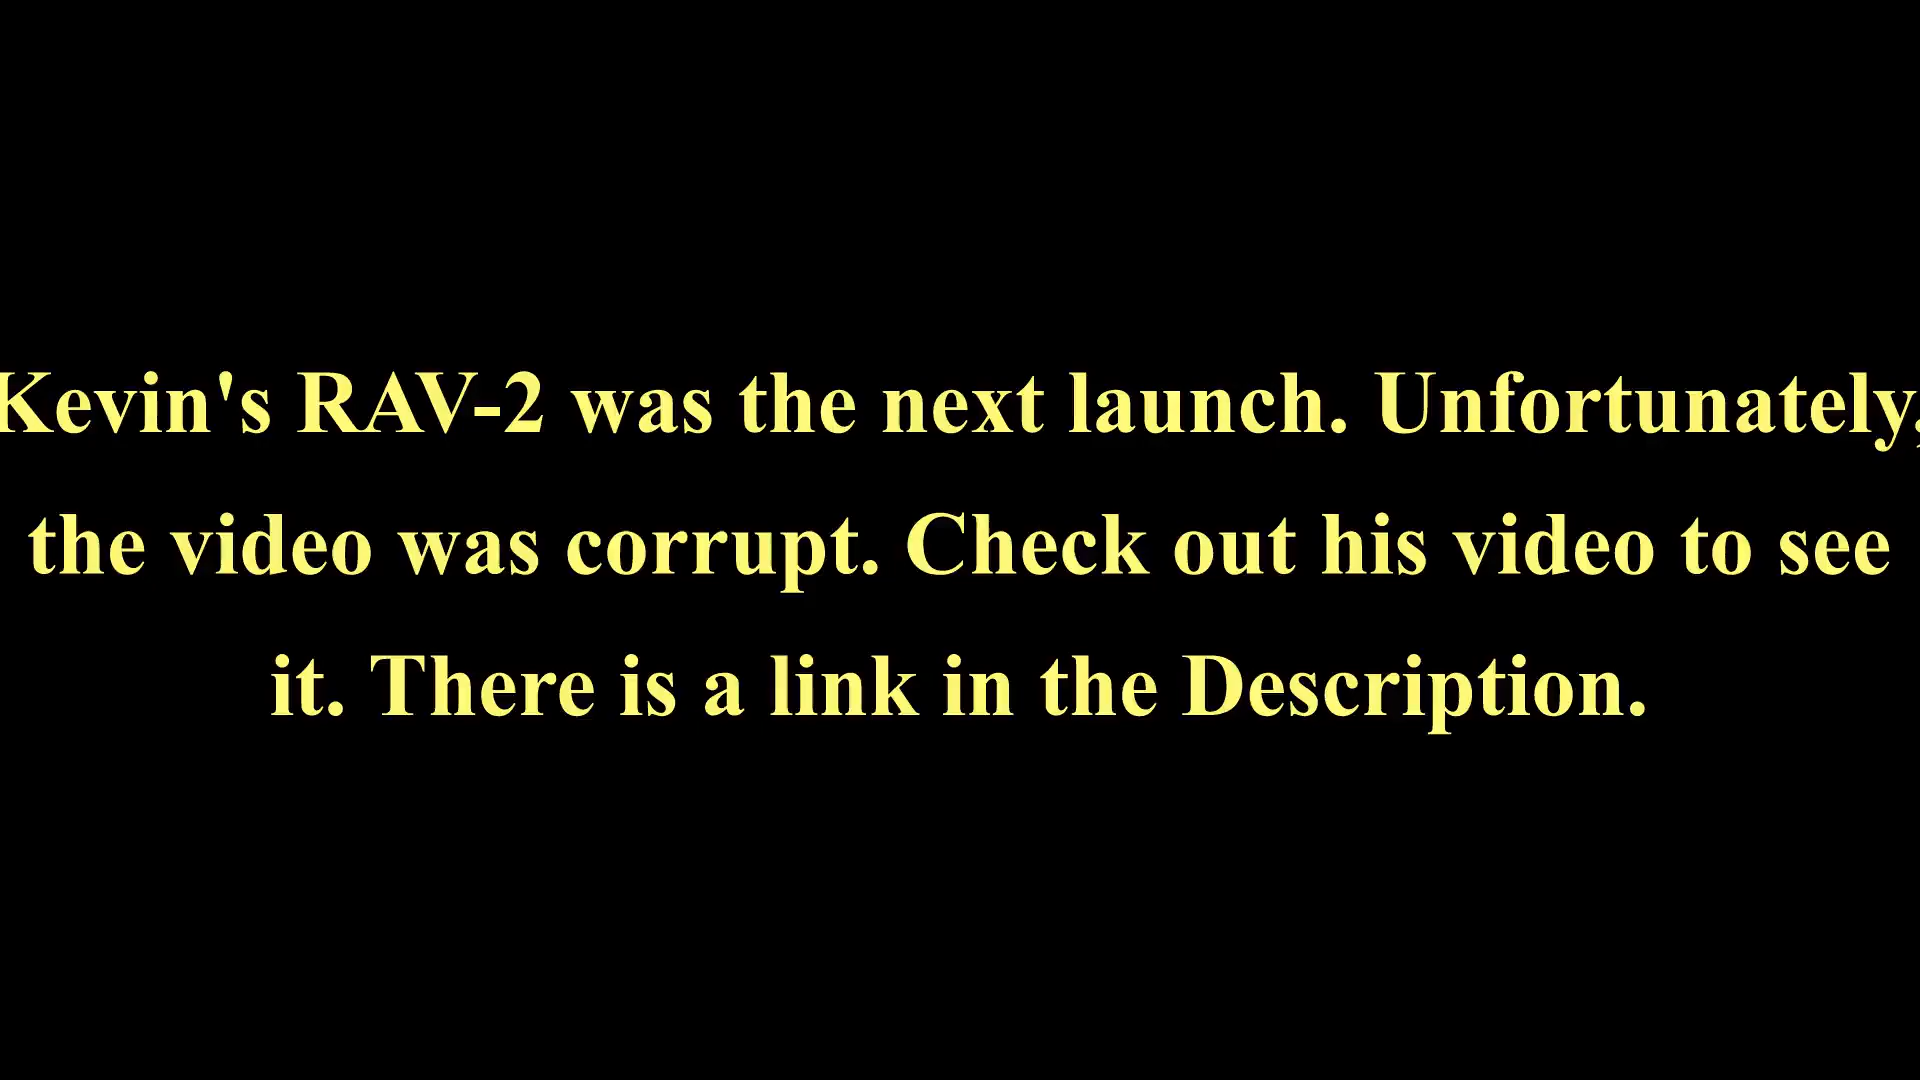 Kevin's RAV-2 was the next launch. Unfortunately,
the video was corrupt. Check out his video to see
it. There is a link in the Description.